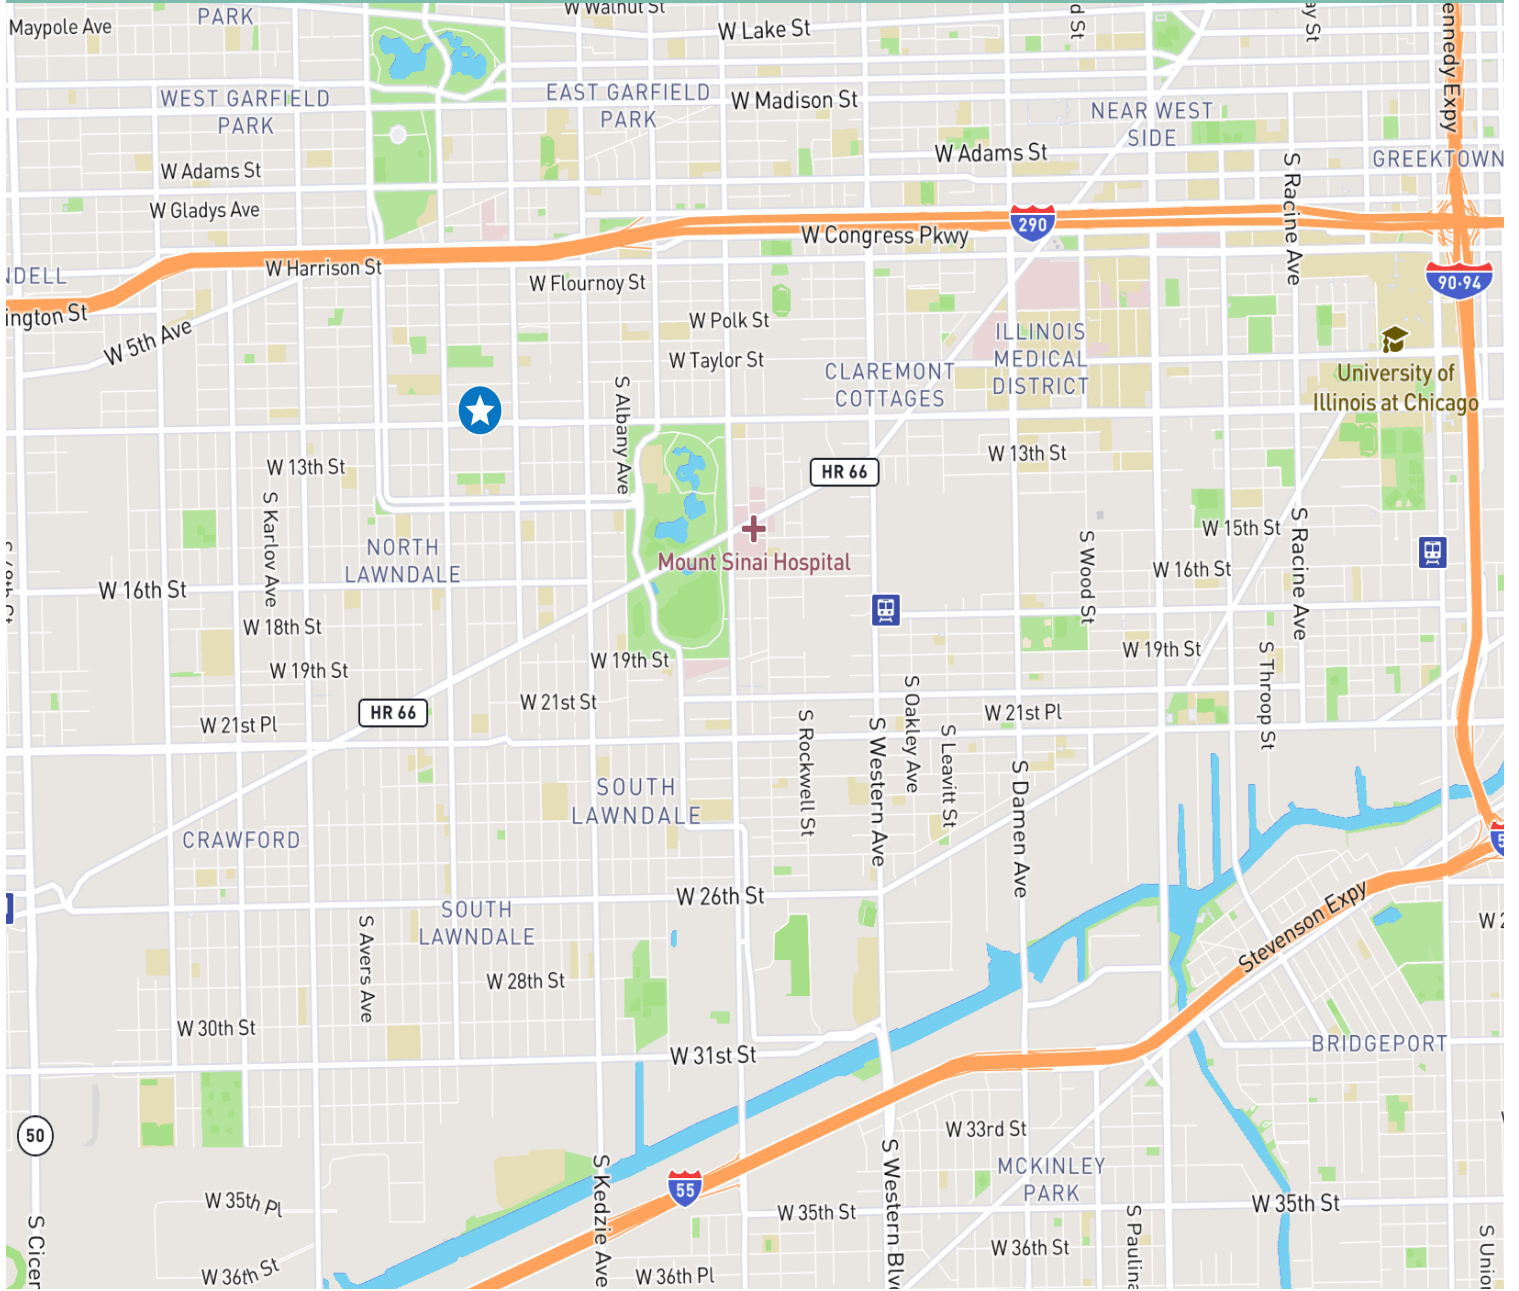 W Walnut St
PARK
Maypole Ave
W Lake St
WEST GARFIELD
PARK
EAST GARFIELD
PARK
W Madison St
NEAR WEST
SIDE
W Adams St
W Adams St
GREEKTOWN
W Gladys Ave
S Racine Ave
290
W Congress Pkwy
W Harrison St
W Flournoy St
90-94
W 5th Ave
W Polk St
ILLINOIS
MEDICAL
DISTRICT
W Taylor St
CLAREMONT
COTTAGES
University of
Illinois at Chicago
S Albany Ave
W 13th St
W 13th St
HR 66
S Karlov Ave
NORTH
LAWNDALE
Mount Sinai Hospital
W 15th St
S Racine Ave
S Wood St
W 16th St
W 16th St
W 18th St
W 19th St
W 19th St
W 19th St
S Throop St
HR 66
W 21st St
W 21st Pl
W 21st Pl
S Oakley Ave
S Rockwell St
S Western Ave
S Leavitt St
S Damen Ave
SOUTH
LAWNDALE
CRAWFORD
W 26th St
SOUTH
LAWNDALE
Stevenson Expy
S Avers Ave
W 28th St
W 30th St
W 31st St
BRIDGEPORT
50
W 33rd St
MCKINLEY
PARK
S Kedzie Ave
55
W 35th Pl
W 35th St
W 35th St
S Western Blv
S Paulina
S Cicer
W 36th St
W 36th Pl
W 36th St
S Union